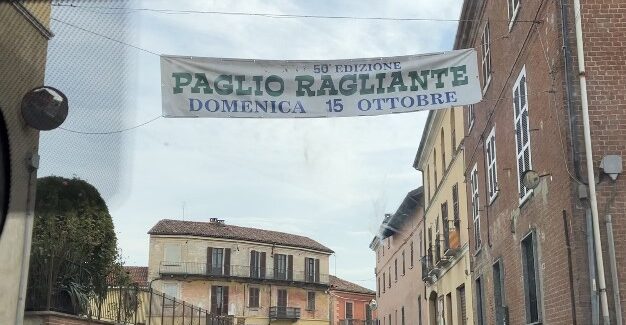 50ª EDIZIONE
PAGLIO RAGLIANTE
DOMENICA 15 OTTOBRE